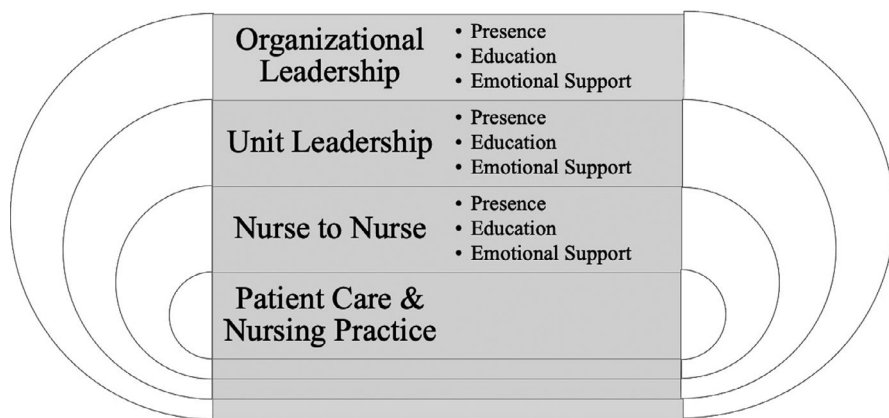 Organizational
Leadership
• Presence
• Education
• Emotional Support
Unit Leadership
• Presence
• Education
• Emotional Support
Nurse to Nurse
• Presence
• Education
• Emotional Support
Patient Care &
Nursing Practice